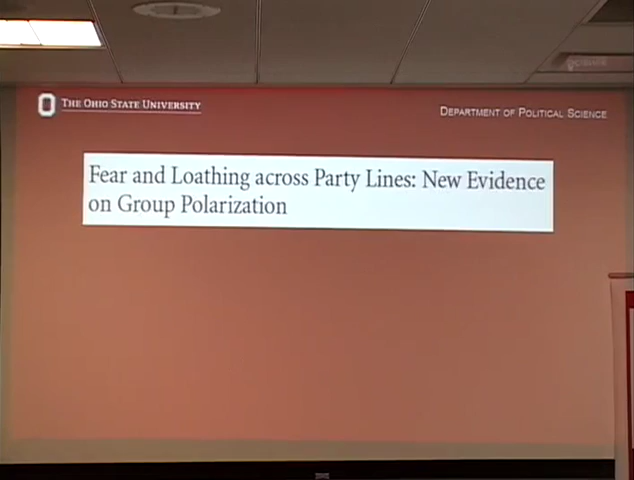 THE OHIO STATE UNIVERSITY
DEPARTMENT OF POLITICAL SCIENCE
Fear and Loathing across Party Lines: New Evidence
on Group Polarization